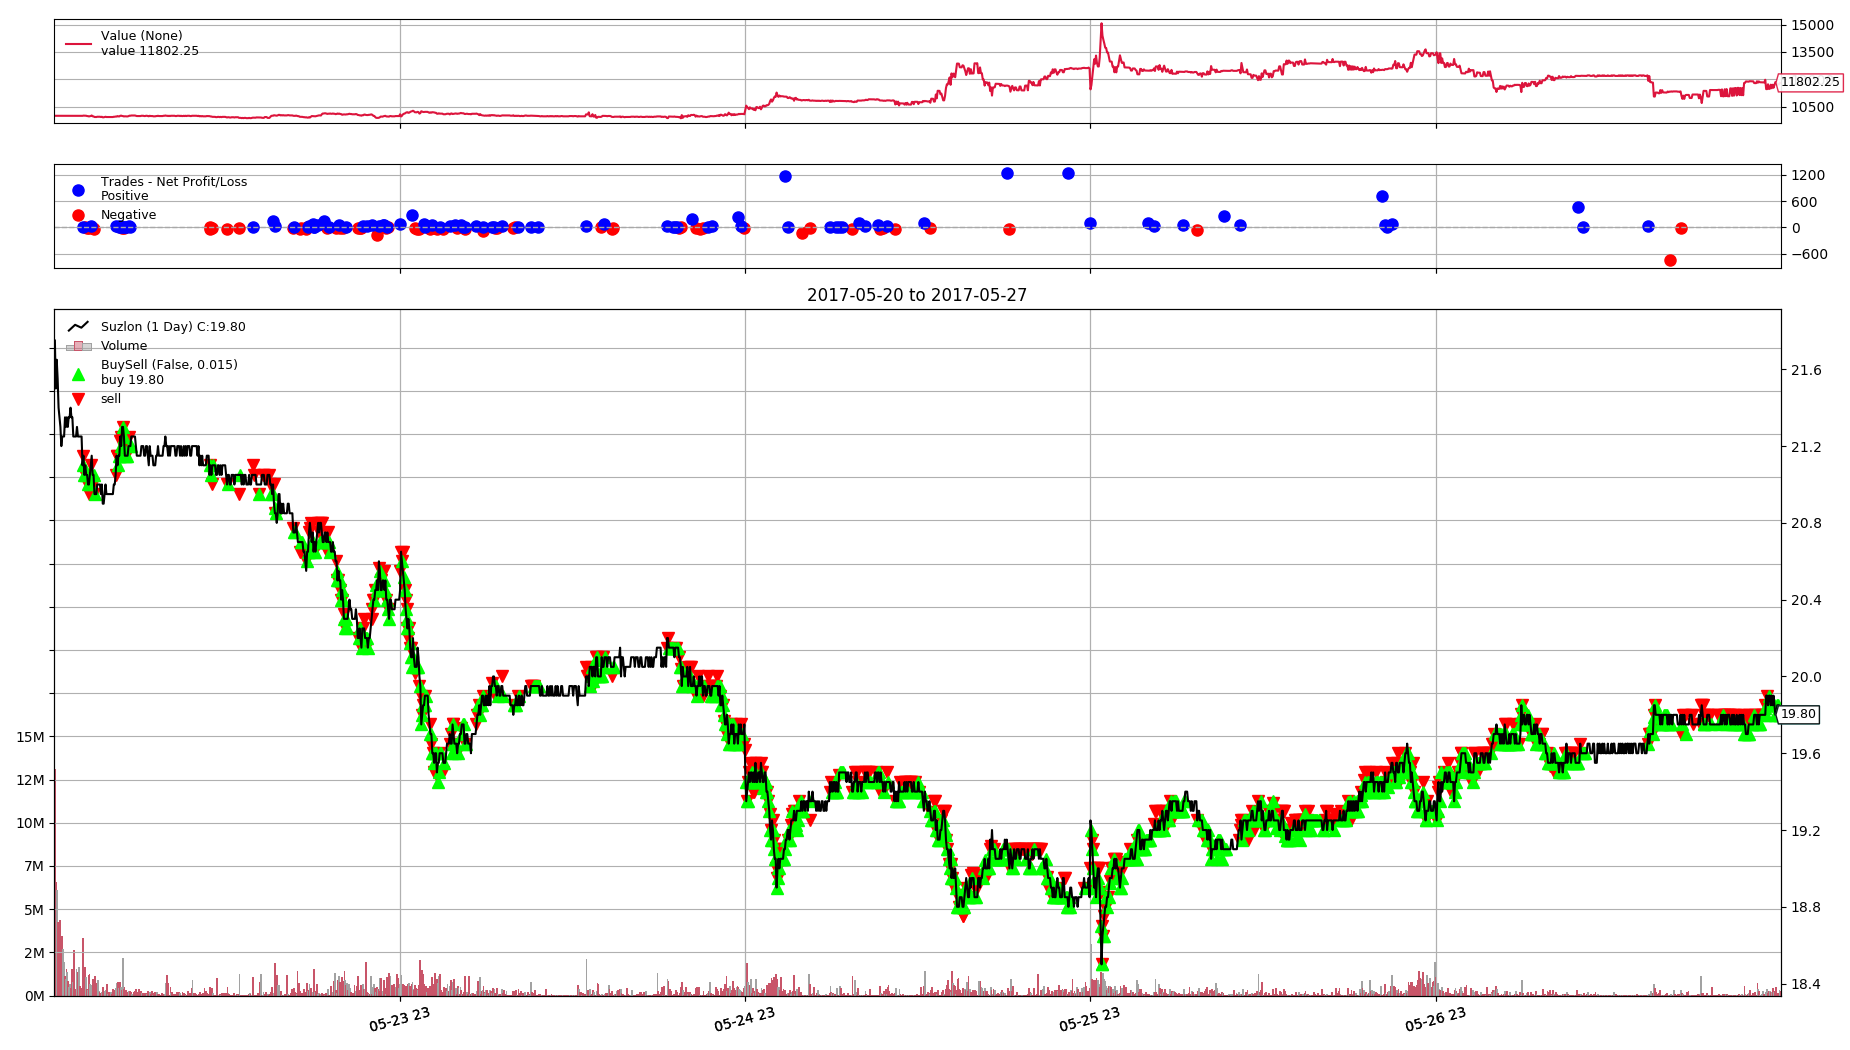 Value (None)
value 11802.25
15000
13500
11802.25
10500
Trades - Net Profit/Loss
Positive
Negative
1200
600
0
−600
2017-05-20 to 2017-05-27
Suzlon (1 Day) C:19.80
Volume
BuySell (False, 0.015)
buy 19.80
sell
21.6
21.2
20.8
20.4
20.0
19.80
19.6
19.2
18.8
18.4
15M
12M
10M
7M
5M
2M
0M
05-23 23
05-24 23
05-25 23
05-26 23